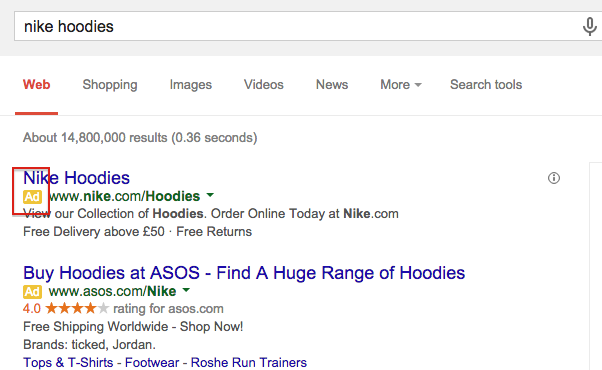 nike hoodies
Web Shopping Images Videos News More Search tools
About 14,800,000 results (0.36 seconds)
Nike Hoodies
Ad www.nike.com/Hoodies
View our Collection of Hoodies. Order Online Today at Nike.com
Free Delivery above £50 · Free Returns
Buy Hoodies at ASOS - Find A Huge Range of Hoodies
Ad www.asos.com/Nike
4.0 ★★★★★ rating for asos.com
Free Shipping Worldwide - Shop Now!
Brands: ticked, Jordan.
Tops & T-Shirts - Footwear - Roshe Run Trainers